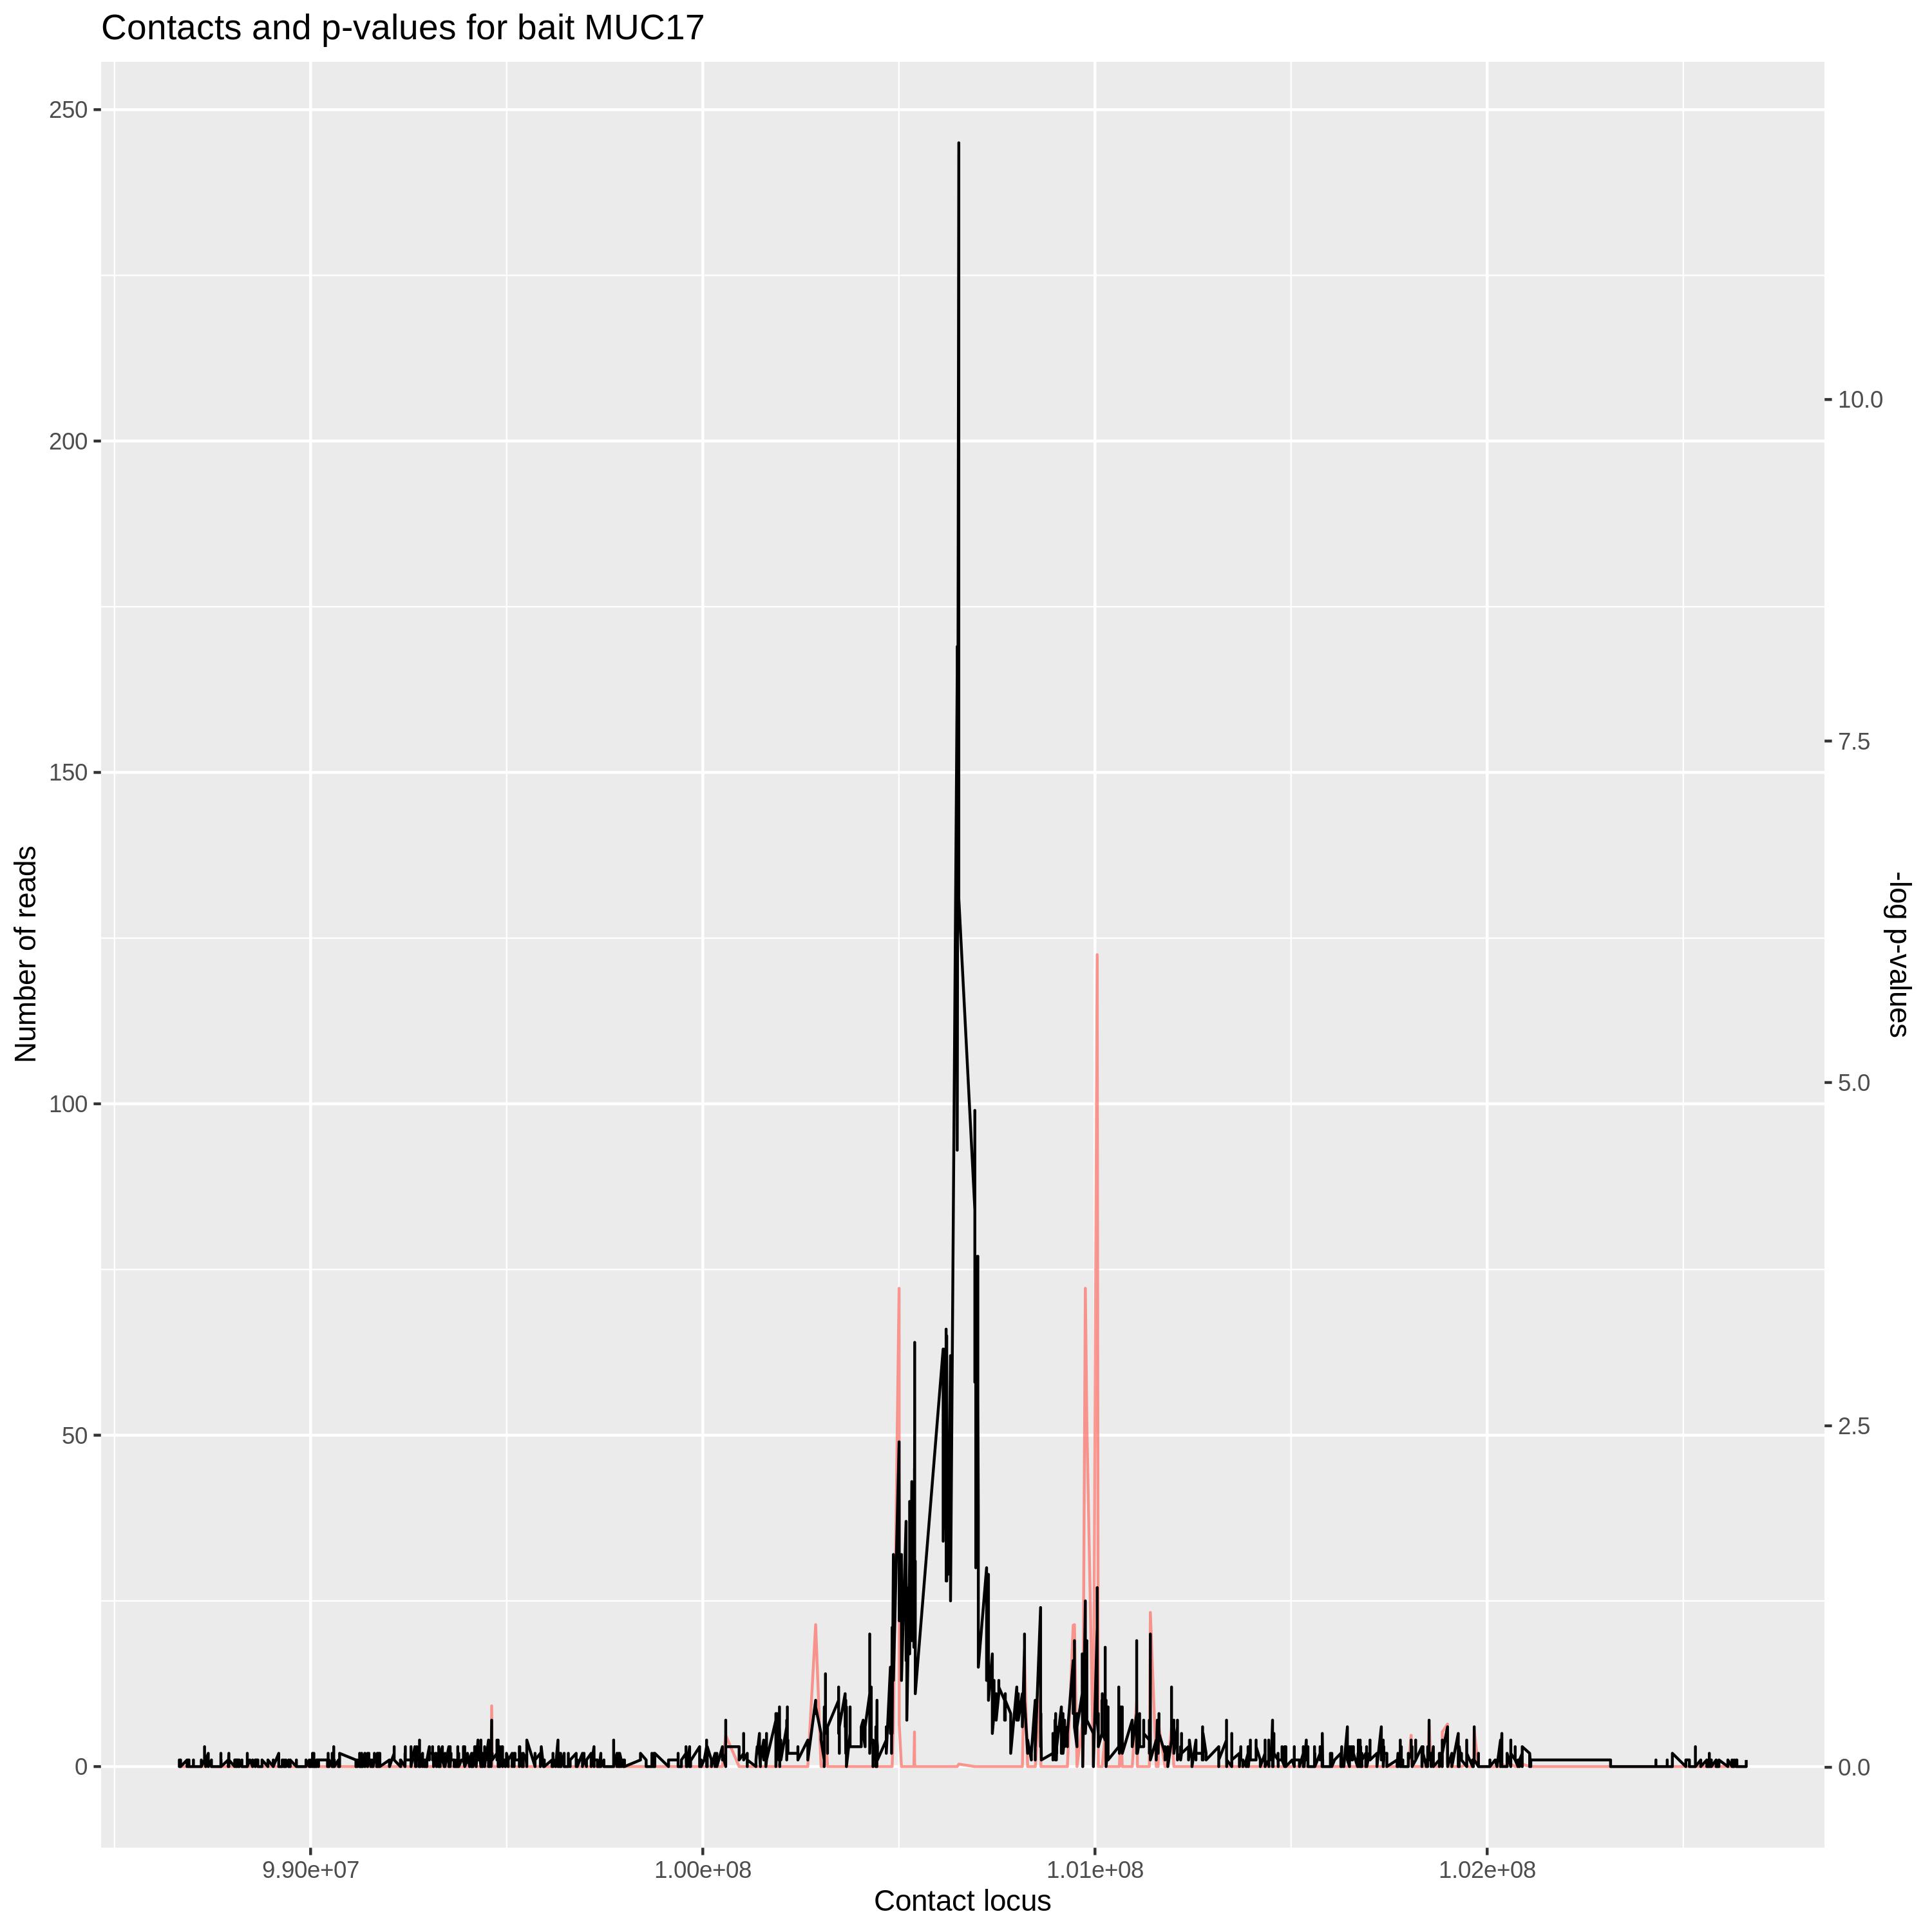 Contacts and p-values for bait MUC17
250
200
150
100
50
0
Number of reads
10.0
7.5
5.0
2.5
0.0
-log p-values
9.90e+07 1.00e+08 1.01e+08 1.02e+08
Contact locus